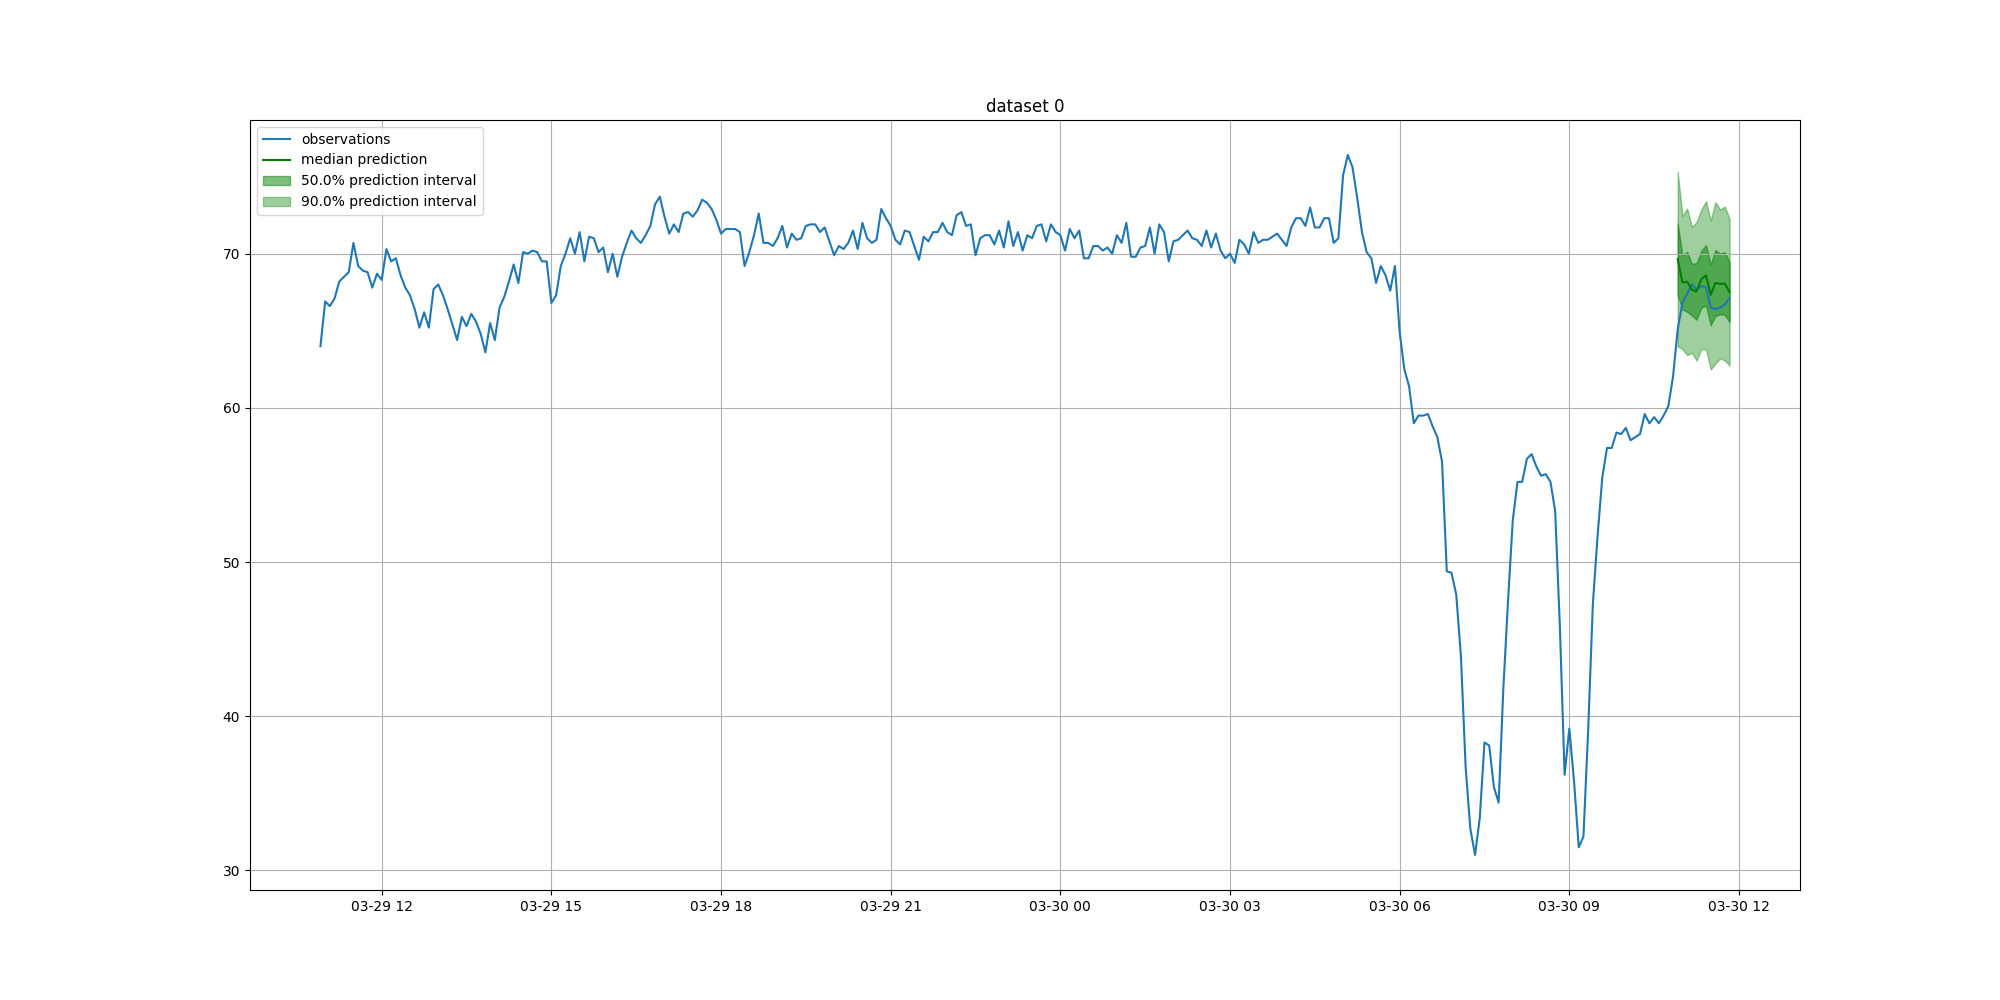 dataset 0
observations
median prediction
50.0% prediction interval
90.0% prediction interval
70
60
50
40
30
03-29 12
03-29 15
03-29 18
03-29 21
03-30 00
03-30 03
03-30 06
03-30 09
03-30 12